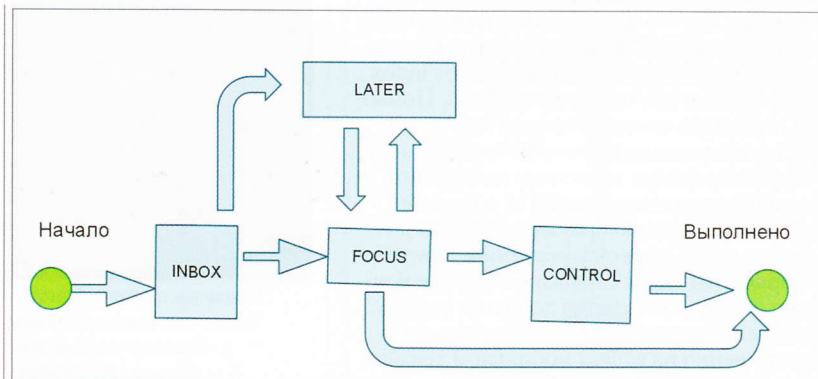 LATER
Начало
Выполнено
INBOX
FOCUS
CONTROL